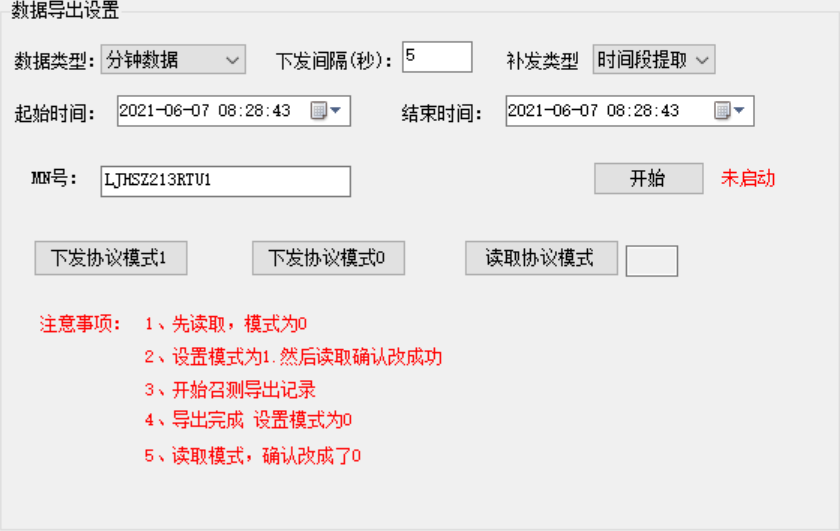 数据导出设置
数据类型: 分钟数据 下发间隔(秒): 5 补发类型 时间段提取
起始时间: 2021-06-07 08:28:43 结束时间: 2021-06-07 08:28:43
MN号: LJHSZ213RTU1 开始 未启动
下发协议模式1 下发协议模式0 读取协议模式
注意事项: 1、先读取，模式为0
2、设置模式为1.然后读取确认改成功
3、开始召测导出记录
4、导出完成 设置模式为0
5、读取模式，确认改成了0